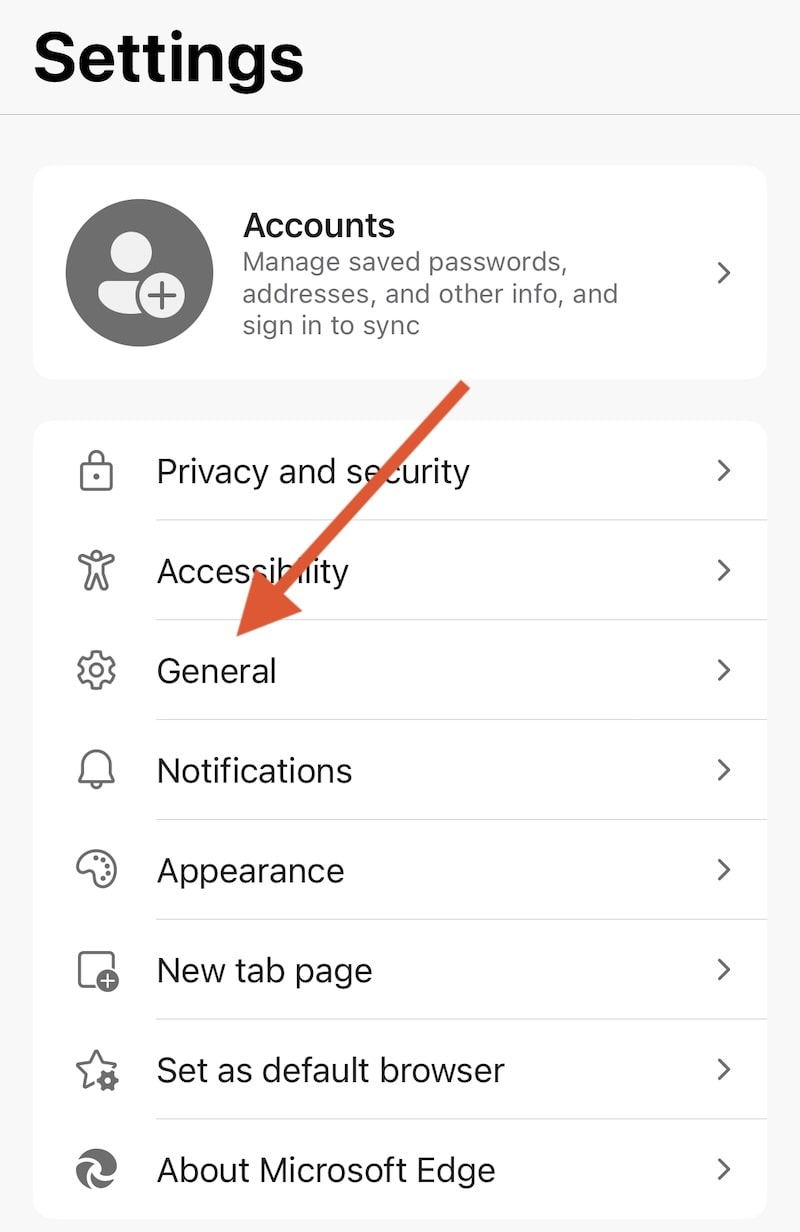 Settings
Accounts
Manage saved passwords,
addresses, and other info, and
sign in to sync
Privacy and security
Accessibility
General
Notifications
Appearance
New tab page
Set as default browser
About Microsoft Edge